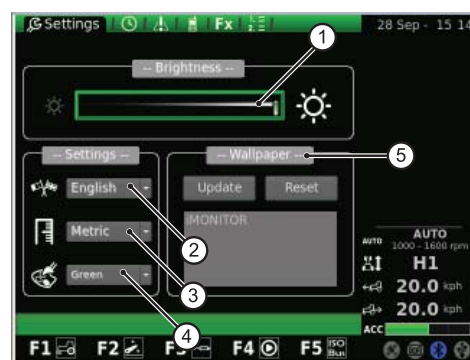 Settings Fx 28 Sep - 15 14
1
-- Brightness --
-- Settings -- -- Wallpaper -- 5
English Update Reset
2
Metric iMONITOR
3
Green
4
AUTO AUTO
1000 - 1600 rpm
H1
20.0 kph
20.0 kph
ACC
F1 F2 F3 F4 F5 ISO Bus